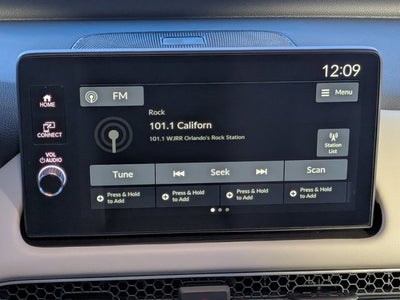 12:09
HOME
FM
Menu
Rock
101.1 Californ
101.1 WJRR Orlando's Rock Station
CONNECT
Station
List
VOL
AUDIO
Tune
Seek
Scan
Press & Hold
to Add
Press & Hold
to Add
Press & Hold
to Add
Press & Hold
to Add